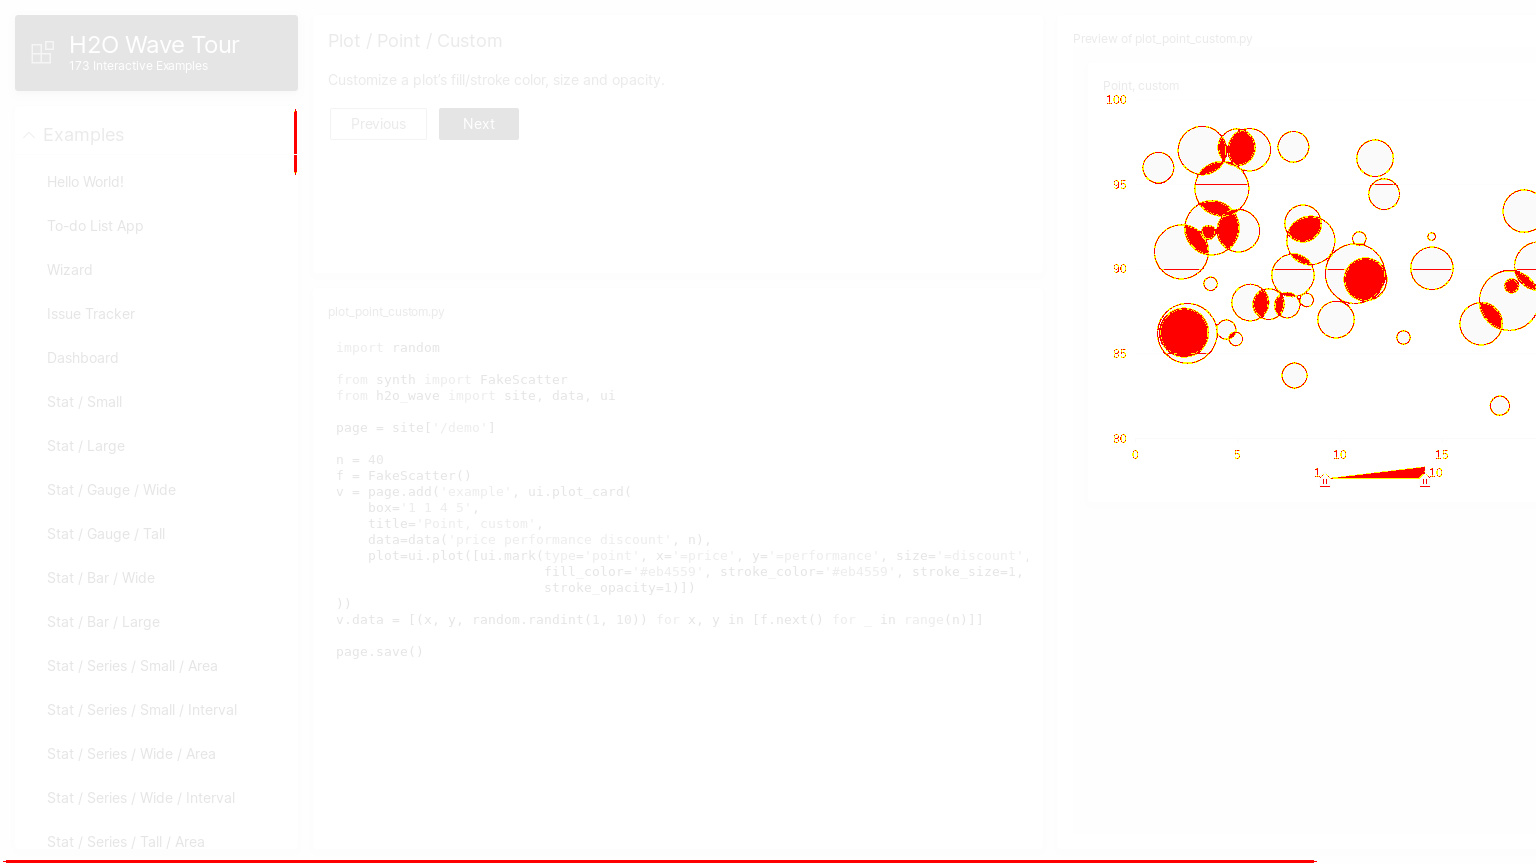 H2O Wave Tour
173 Interactive Examples
Examples
Hello World!
To-do List App
Wizard
Issue Tracker
Dashboard
Stat / Small
Stat / Large
Stat / Gauge / Wide
Stat / Gauge / Tall
Stat / Bar / Wide
Stat / Bar / Large
Stat / Series / Small / Area
Stat / Series / Small / Interval
Stat / Series / Wide / Area
Stat / Series / Wide / Interval
Stat / Series / Tall / Area
Plot / Point / Custom
Customize a plot's fill/stroke color, size and opacity.
Previous Next
plot_point_custom.py
import random
from synth import FakeScatter
from h2o_wave import site, data, ui
page = site['/demo']
n = 40
f = FakeScatter()
v = page.add('example', ui.plot_card(
box='1 1 4 5',
title='Point, custom',
data=data('price performance discount', n),
plot=ui.plot([ui.mark(type='point', x='=price', y='=performance', size='=discount',
fill_color='#eb4559', stroke_color='#eb4559', stroke_size=1,
stroke_opacity=1)])
))
v.data = [(x, y, random.randint(1, 10)) for x, y in [f.next() for _ in range(n)]]
page.save()
Preview of plot_point_custom.py
Point, custom
100
95
90
85
80
0 5 10 15
1 10